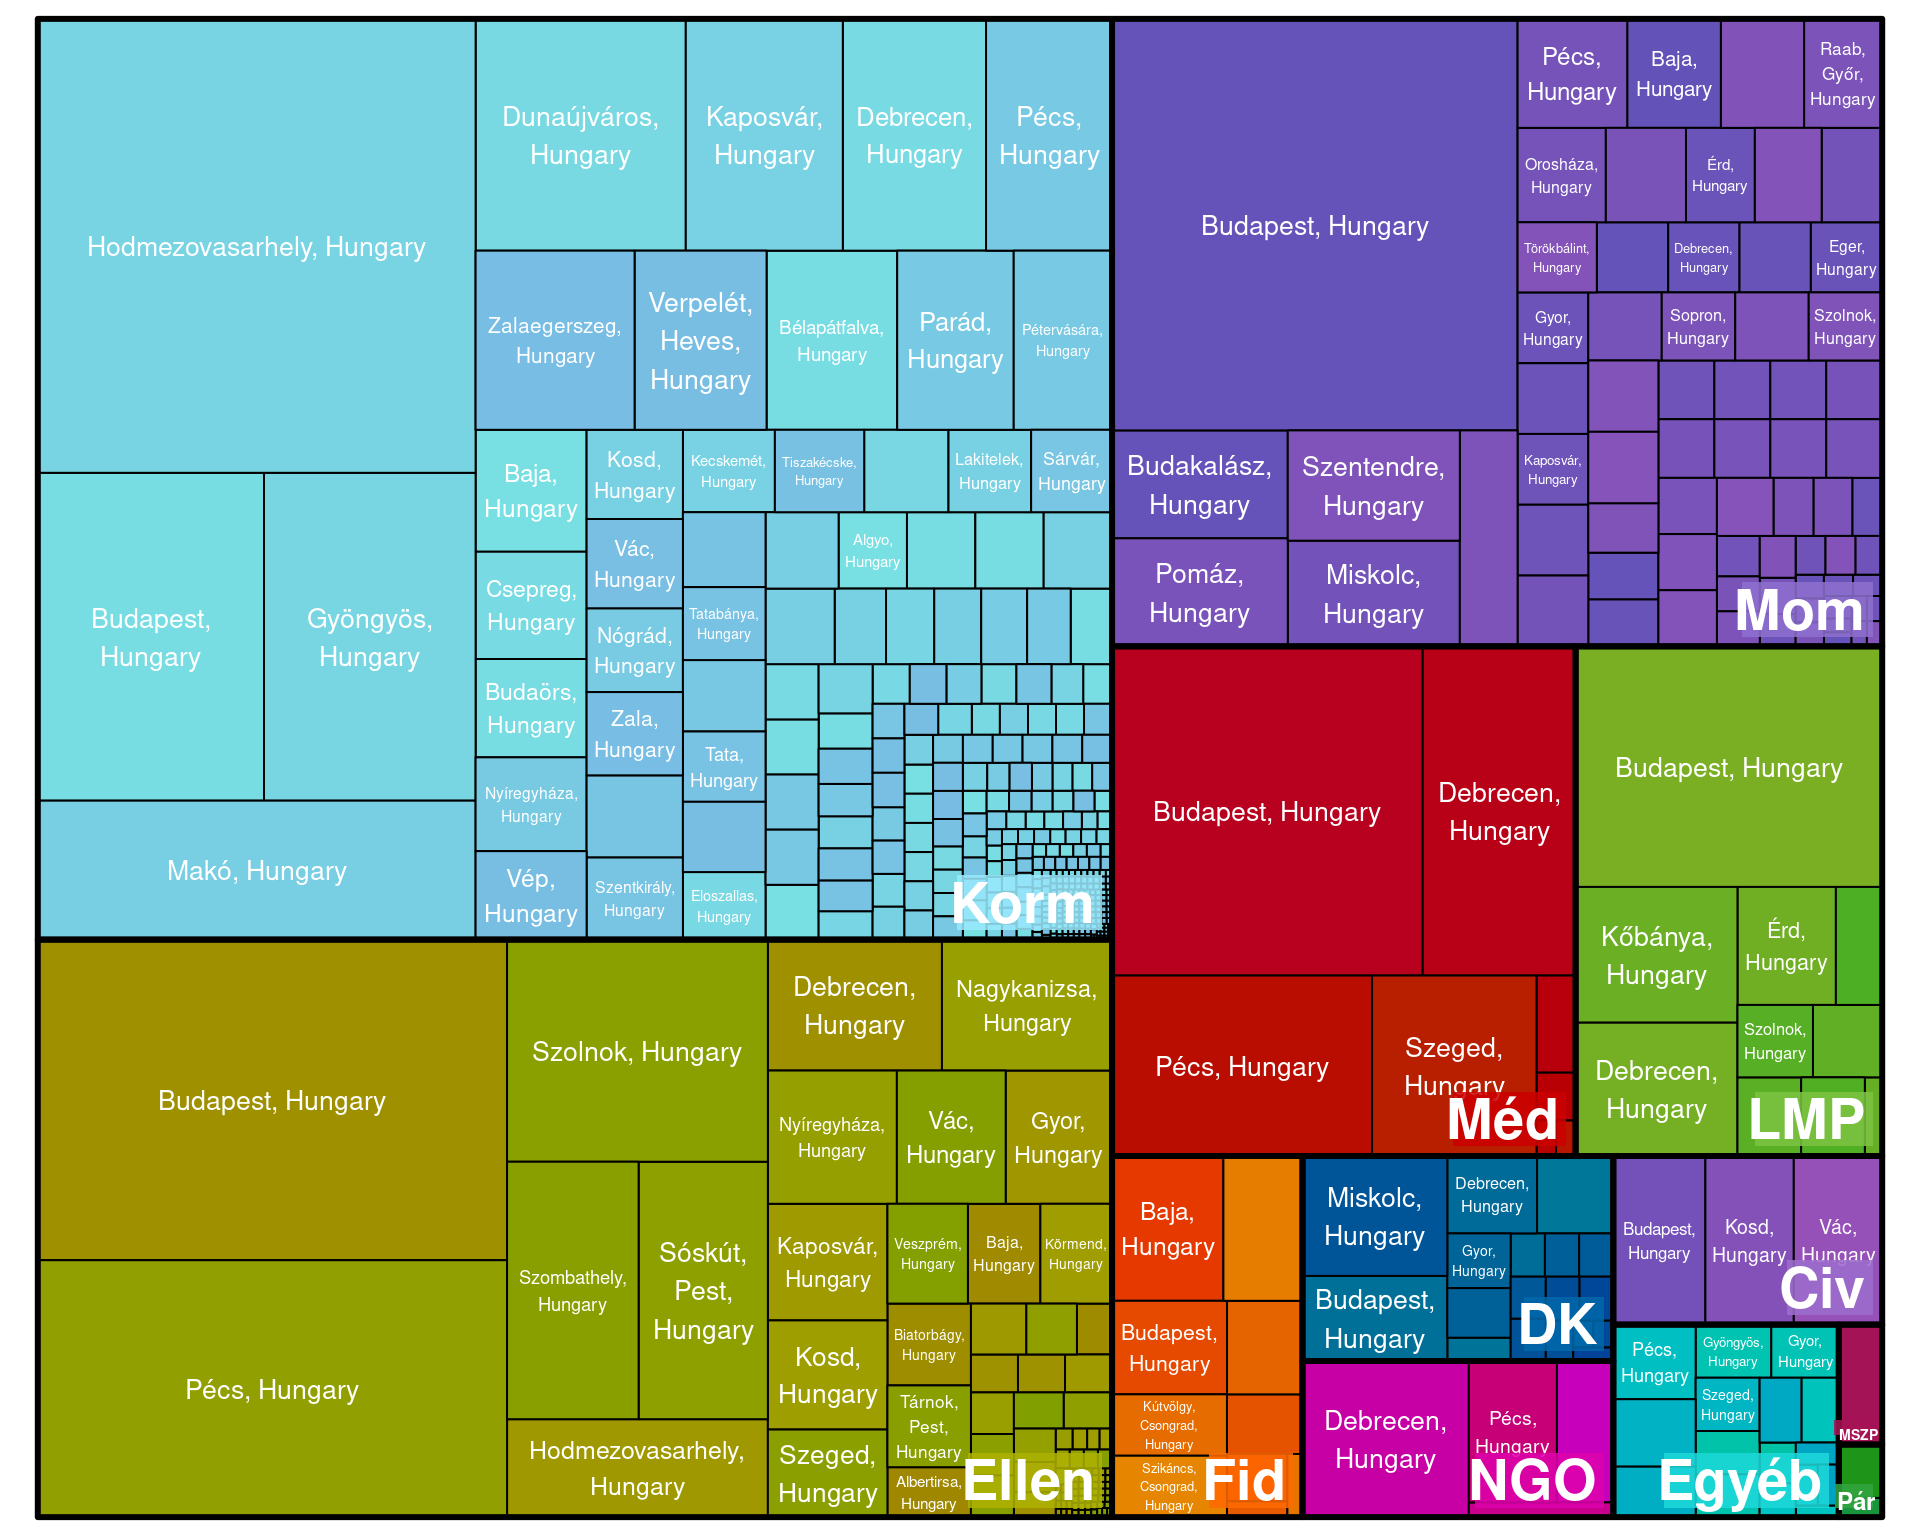 Hodmezovasarhely, Hungary
Budapest,
Hungary
Gyöngyös,
Hungary
Makó, Hungary
Dunaújváros,
Hungary
Kaposvár,
Hungary
Debrecen,
Hungary
Pécs,
Hungary
Zalaegerszeg,
Hungary
Verpelét,
Heves,
Hungary
Bélapátfalva,
Hungary
Parád,
Hungary
Pétervására,
Hungary
Baja,
Hungary
Csepreg,
Hungary
Budaörs,
Hungary
Nyíregyháza,
Hungary
Vép,
Hungary
Kosd,
Hungary
Vác,
Hungary
Nógrád,
Hungary
Zala,
Hungary
Szentkirály,
Hungary
Kecskemét,
Hungary
Tiszakécske,
Hungary
Lakitelek,
Hungary
Sárvár,
Hungary
Algyo,
Hungary
Tatabánya,
Hungary
Tata,
Hungary
Eloszallas,
Hungary
Korm
Budapest, Hungary
Budakalász,
Hungary
Pomáz,
Hungary
Szentendre,
Hungary
Miskolc,
Hungary
Pécs,
Hungary
Baja,
Hungary
Raab,
Győr,
Hungary
Orosháza,
Hungary
Érd,
Hungary
Törökbálint,
Hungary
Debrecen,
Hungary
Eger,
Hungary
Gyor,
Hungary
Sopron,
Hungary
Szolnok,
Hungary
Kaposvár,
Hungary
Mom
Budapest, Hungary
Pécs, Hungary
Szolnok, Hungary
Szombathely,
Hungary
Sóskút,
Pest,
Hungary
Hodmezovasarhely,
Hungary
Debrecen,
Hungary
Nagykanizsa,
Hungary
Nyíregyháza,
Hungary
Vác,
Hungary
Gyor,
Hungary
Kaposvár,
Hungary
Kosd,
Hungary
Szeged,
Hungary
Veszprém,
Hungary
Baja,
Hungary
Körmend,
Hungary
Biatorbágy,
Hungary
Tárnok,
Pest,
Hungary
Albertirsa,
Hungary
Ellen
Budapest, Hungary
Debrecen,
Hungary
Pécs, Hungary
Szeged,
Hungary
Méd
Budapest, Hungary
Kőbánya,
Hungary
Debrecen,
Hungary
Érd,
Hungary
Szolnok,
Hungary
LMP
Baja,
Hungary
Budapest,
Hungary
Kútvölgy,
Csongrad,
Hungary
Szikáncs,
Csongrad,
Hungary
Fid
Miskolc,
Hungary
Budapest,
Hungary
Debrecen,
Hungary
Gyor,
Hungary
DK
Debrecen,
Hungary
Pécs,
Hungary
NGO
Budapest,
Hungary
Kosd,
Hungary
Vác,
Hungary
Civ
Pécs,
Hungary
Gyöngyös,
Hungary
Gyor,
Hungary
Szeged,
Hungary
Egyéb
MSZP
Pár